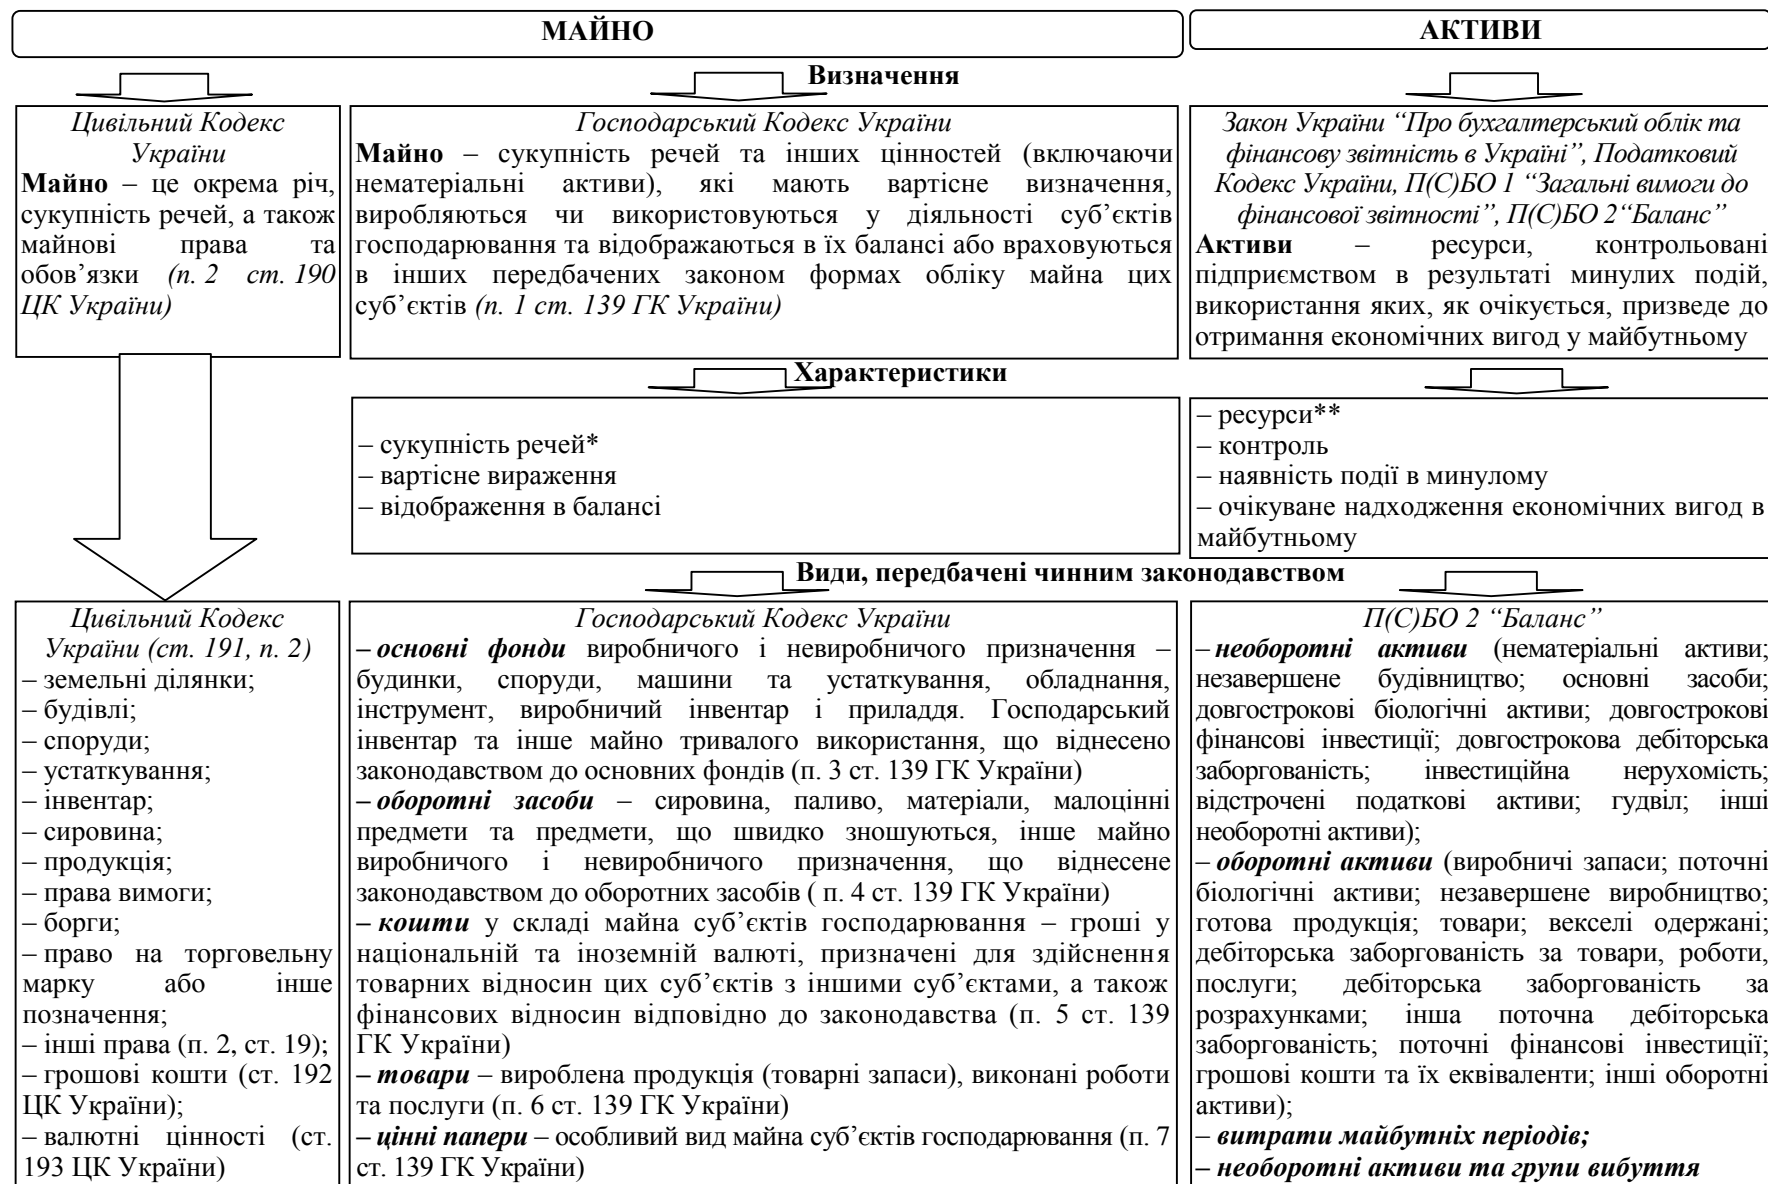 МАЙНО
АКТИВИ
Визначення
Цивільний Кодекс
України
Майно – це окрема річ,
сукупність речей, а також
майнові права та
обов’язки (п. 2 ст. 190
ЦК України)
Господарський Кодекс України
Майно – сукупність речей та інших цінностей (включаючи
нематеріальні активи), які мають вартісне визначення,
виробляються чи використовуються у діяльності суб’єктів
господарювання та відображаються в їх балансі або враховуються
в інших передбачених законом формах обліку майна цих
суб’єктів (п. 1 ст. 139 ГК України)
Закон України “Про бухгалтерський облік та
фінансову звітність в Україні”, Податковий
Кодекс України, П(С)БО 1 “Загальні вимоги до
фінансової звітності”, П(С)БО 2“Баланс”
Активи – ресурси, контрольовані
підприємством в результаті минулих подій,
використання яких, як очікується, призведе до
отримання економічних вигод у майбутньому
Характеристики
– сукупність речей*
– вартісне вираження
– відображення в балансі
– ресурси**
– контроль
– наявність події в минулому
– очікуване надходження економічних вигод в
майбутньому
Види, передбачені чинним законодавством
Цивільний Кодекс
України (ст. 191, п. 2)
– земельні ділянки;
– будівлі;
– споруди;
– устаткування;
– інвентар;
– сировина;
– продукція;
– права вимоги;
– борги;
– право на торговельну
марку або інше
позначення;
– інші права (п. 2, ст. 19);
– грошові кошти (ст. 192
ЦК України);
– валютні цінності (ст.
193 ЦК України)
Господарський Кодекс України
– основні фонди виробничого і невиробничого призначення –
будинки, споруди, машини та устаткування, обладнання,
інструмент, виробничий інвентар і приладдя. Господарський
інвентар та інше майно тривалого використання, що віднесено
законодавством до основних фондів (п. 3 ст. 139 ГК України)
– оборотні засоби – сировина, паливо, матеріали, малоцінні
предмети та предмети, що швидко зношуються, інше майно
виробничого і невиробничого призначення, що віднесене
законодавством до оборотних засобів ( п. 4 ст. 139 ГК України)
– кошти у складі майна суб’єктів господарювання – гроші у
національній та іноземній валюті, призначені для здійснення
товарних відносин цих суб’єктів з іншими суб’єктами, а також
фінансових відносин відповідно до законодавства (п. 5 ст. 139
ГК України)
– товари – вироблена продукція (товарні запаси), виконані роботи
та послуги (п. 6 ст. 139 ГК України)
– цінні папери – особливий вид майна суб’єктів господарювання (п. 7
ст. 139 ГК України)
П(С)БО 2 “Баланс”
– необоротні активи (нематеріальні активи;
незавершене будівництво; основні засоби;
довгострокові біологічні активи; довгострокові
фінансові інвестиції; довгострокова дебіторська
заборгованість; інвестиційна нерухомість;
відстрочені податкові активи; гудвіл; інші
необоротні активи);
– оборотні активи (виробничі запаси; поточні
біологічні активи; незавершене виробництво;
готова продукція; товари; векселі одержані;
дебіторська заборгованість за товари, роботи,
послуги; дебіторська заборгованість за
розрахунками; інша поточна дебіторська
заборгованість; поточні фінансові інвестиції;
грошові кошти та їх еквіваленти; інші оборотні
активи);
– витрати майбутніх періодів;
– необоротні активи та групи вибуття